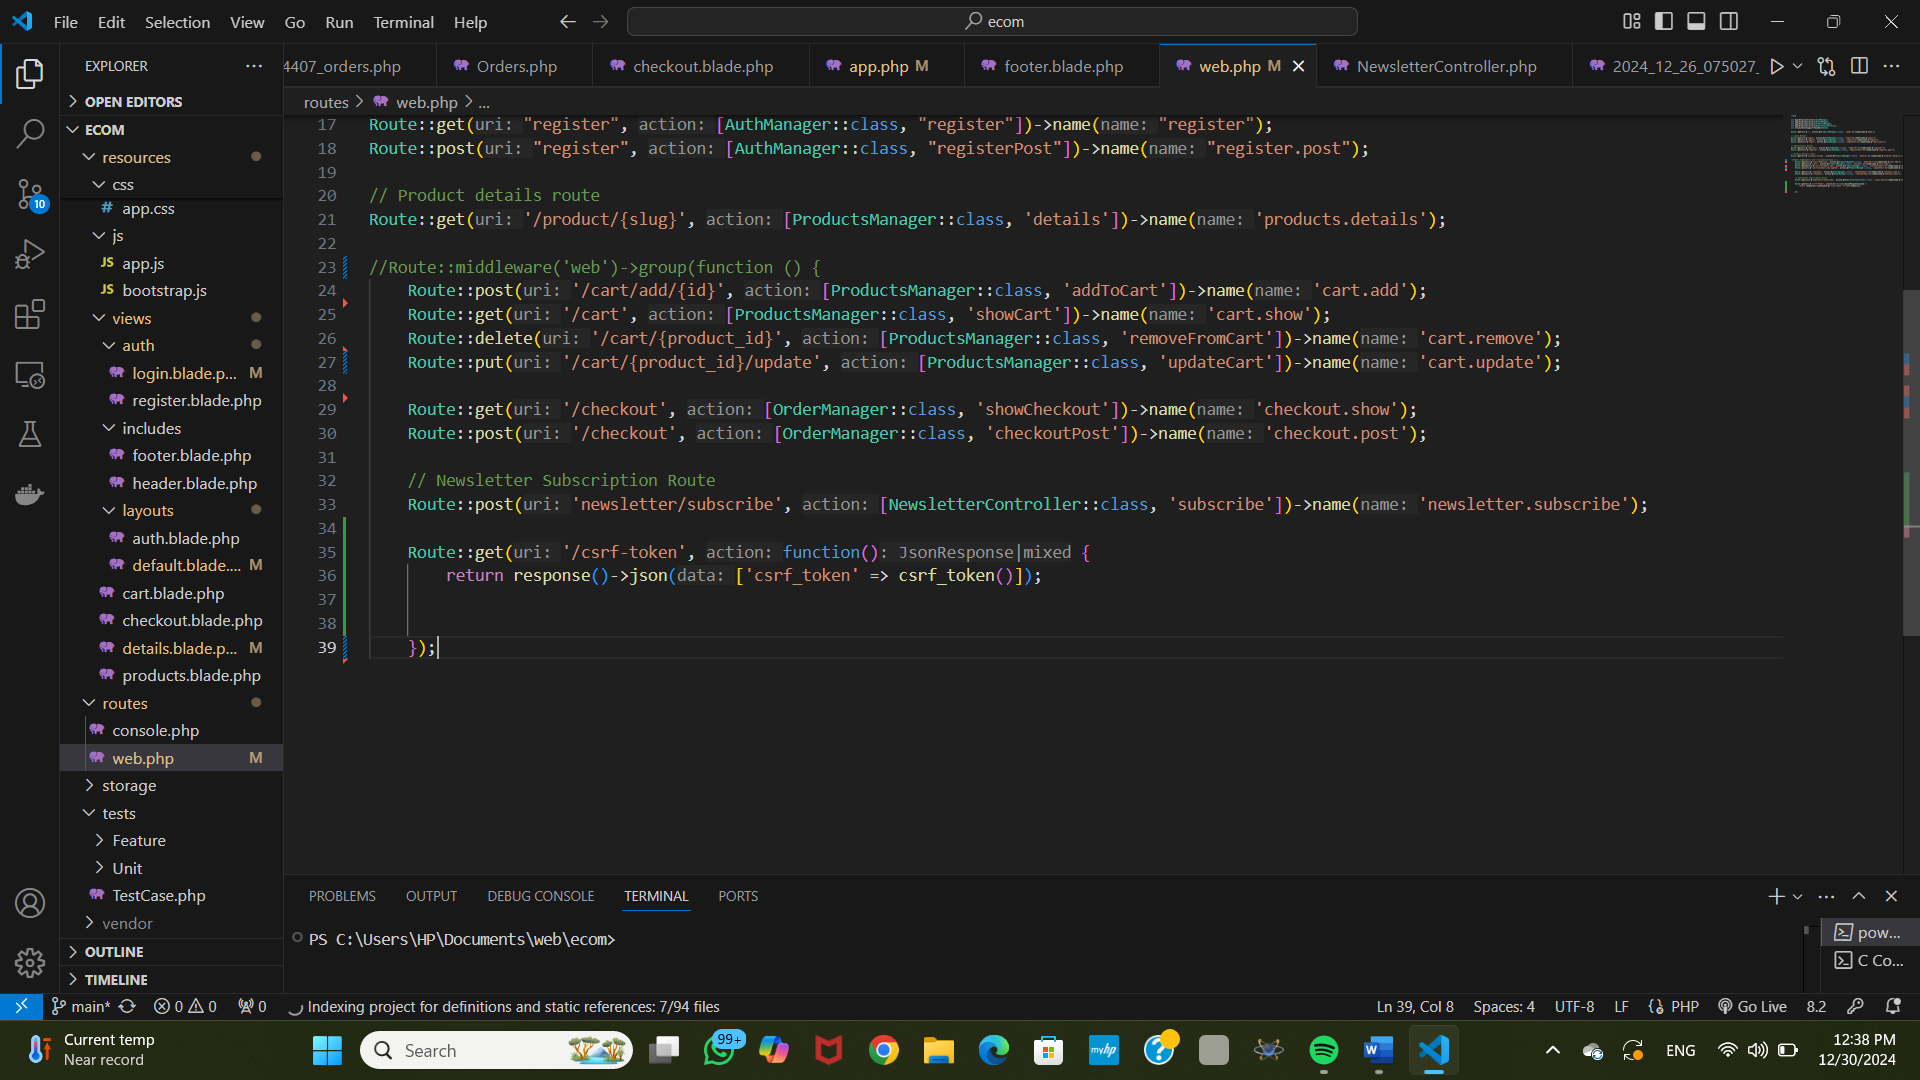 File Edit Selection View Go Run Terminal Help
ecom
EXPLORER
4407_orders.php
Orders.php
checkout.blade.php
app.php M
footer.blade.php
web.php M
NewsletterController.php
2024_12_26_075027_
OPEN EDITORS
routes > web.php > ...
ECOM
resources
css
app.css
js
app.js
bootstrap.js
views
auth
login.blade.p... M
register.blade.php
includes
footer.blade.php
header.blade.php
layouts
auth.blade.php
default.blade.... M
cart.blade.php
checkout.blade.php
details.blade.p... M
products.blade.php
routes
console.php
web.php M
storage
tests
Feature
Unit
TestCase.php
vendor
OUTLINE
TIMELINE
10
17 Route::get(uri: "register", action: [AuthManager::class, "register"])->name(name: "register");
18 Route::post(uri: "register", action: [AuthManager::class, "registerPost"])->name(name: "register.post");
19
20 // Product details route
21 Route::get(uri: '/product/{slug}', action: [ProductsManager::class, 'details'])->name(name: 'products.details');
22
23 //Route::middleware('web')->group(function () {
24 Route::post(uri: '/cart/add/{id}', action: [ProductsManager::class, 'addToCart'])->name(name: 'cart.add');
25 Route::get(uri: '/cart', action: [ProductsManager::class, 'showCart'])->name(name: 'cart.show');
26 Route::delete(uri: '/cart/{product_id}', action: [ProductsManager::class, 'removeFromCart'])->name(name: 'cart.remove');
27 Route::put(uri: '/cart/{product_id}/update', action: [ProductsManager::class, 'updateCart'])->name(name: 'cart.update');
28
29 Route::get(uri: '/checkout', action: [OrderManager::class, 'showCheckout'])->name(name: 'checkout.show');
30 Route::post(uri: '/checkout', action: [OrderManager::class, 'checkoutPost'])->name(name: 'checkout.post');
31
32 // Newsletter Subscription Route
33 Route::post(uri: 'newsletter/subscribe', action: [NewsletterController::class, 'subscribe'])->name(name: 'newsletter.subscribe');
34
35 Route::get(uri: '/csrf-token', action: function(): JsonResponse|mixed {
36 return response()->json(data: ['csrf_token' => csrf_token()]);
37
38
39 });
PROBLEMS OUTPUT DEBUG CONSOLE TERMINAL PORTS
PS C:\Users\HP\Documents\web\ecom>
pow...
C Co...
main* 0 0 0 Indexing project for definitions and static references: 7/94 files
Ln 39, Col 8 Spaces: 4 UTF-8 LF PHP Go Live 8.2
Current temp
Near record
Search
99+
myhp
ENG
12:38 PM
12/30/2024